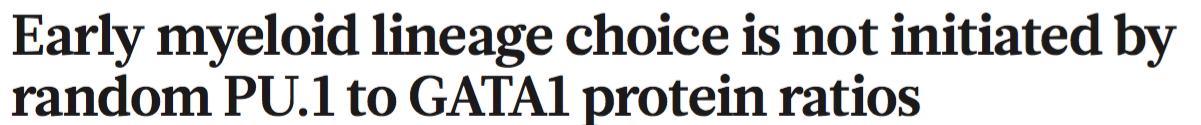 Early myeloid lineage choice is not initiated by
random PU.1 to GATA1 protein ratios